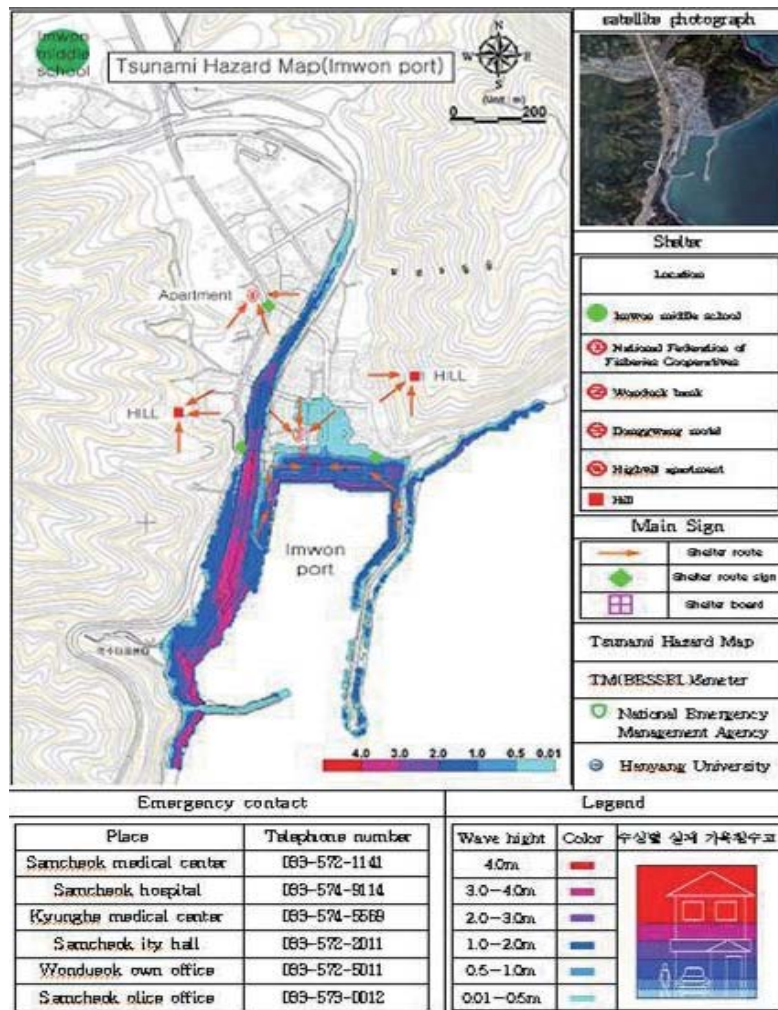 Imwon
middle
school
Tsunami Hazard Map(Imwon port)
N
W
E
S
(Unit : m)
0 200
Apartment
HILL
HILL
Imwon
port
4.0 3.0 2.0 1.0 0.5 0.01
satellite photograph
Shelter
Location
Imwon middle school
National Federation of
Fisheries Cooperatives
Wooduck bank
Donggwang motel
Highvill apartment
Hill
Main Sign
Shelter route
Shelter route sign
Shelter board
Tsunami Hazard Map
TM(BESSEL)
National Emergency
Management Agency
Hanyang University
Emergency contact
Place Telephone number
Samcheok medical center 033-572-1141
Samcheok hospital 033-574-9114
Kyunghe medical center 033-574-5569
Samcheok ity hall 033-572-2011
Wondueok own office 033-572-5011
Samcheok olice office 033-573-0012
Legend
Wave hight Color
4.0m
3.0-4.0m
2.0-3.0m
1.0-2.0m
0.5-1.0m
0.01-0.5m